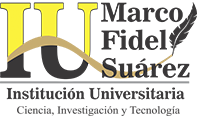 IU Marco
Fidel
Suárez
Institución Universitaria
Ciencia, Investigación y Tecnología